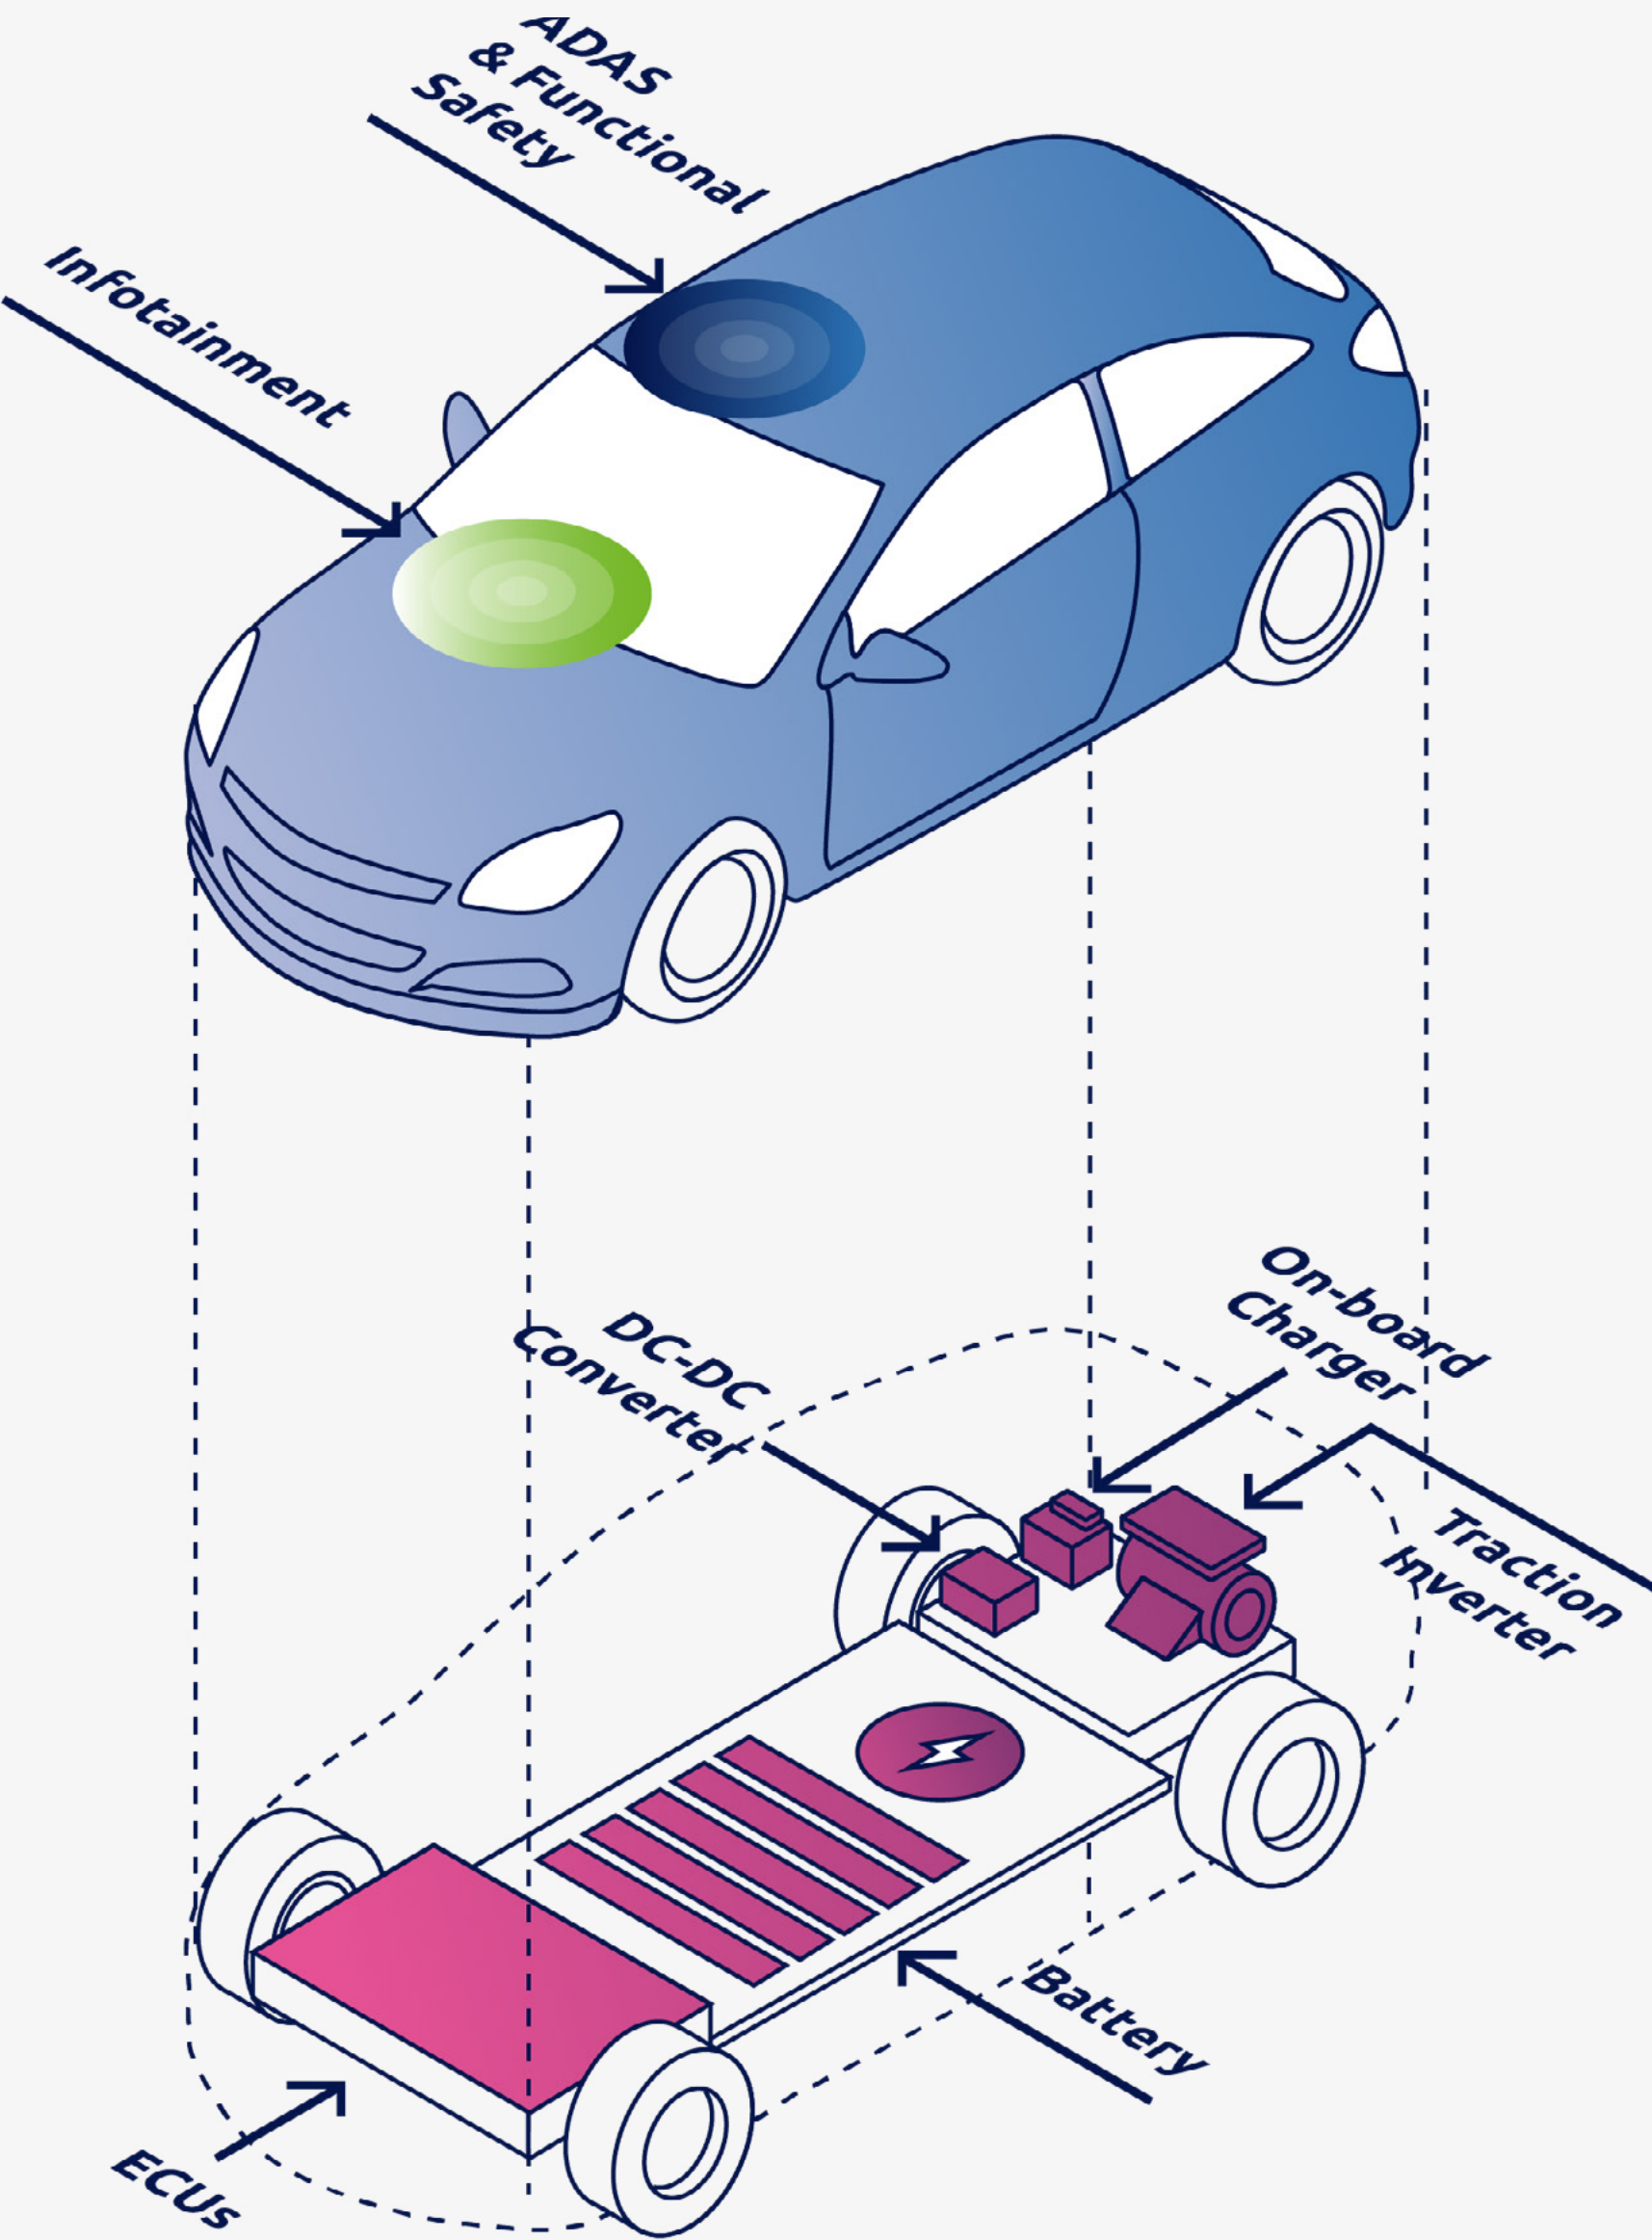 ADAS
& Functional
Safety
Infotainment
On-board
Charger
DC-DC
Converter
Traction
Inverter
Battery
ECUs